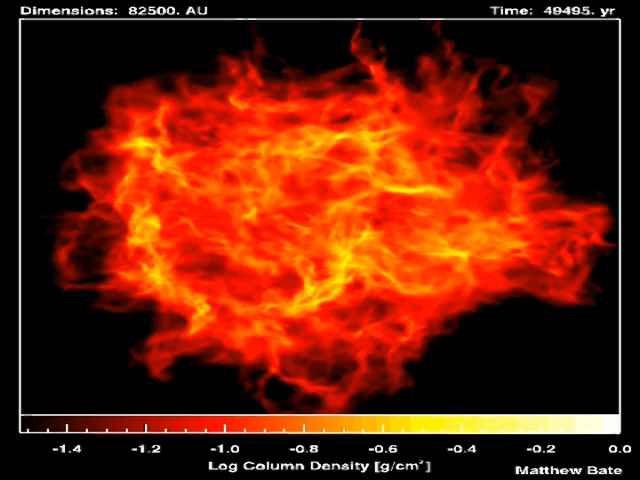 Dimensions: 82500. AU
Time: 49495. yr
-1.4 -1.2 -1.0 -0.8 -0.6 -0.4 -0.2 0.0
Log Column Density [g/cm²]
Matthew Bate